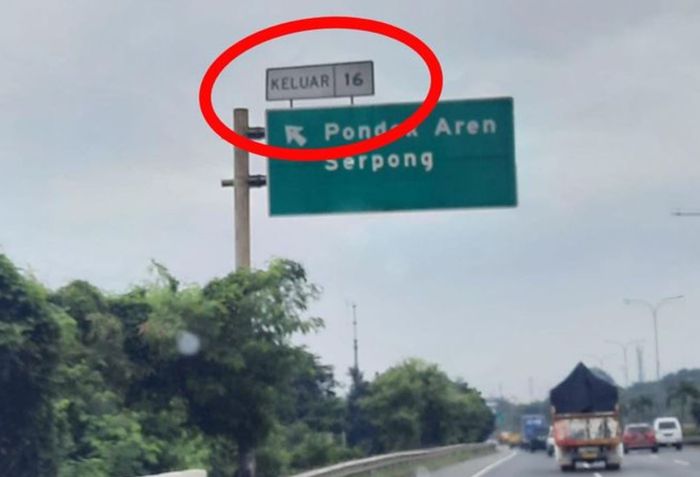 KELUAR 16
Pondok Aren
Serpong